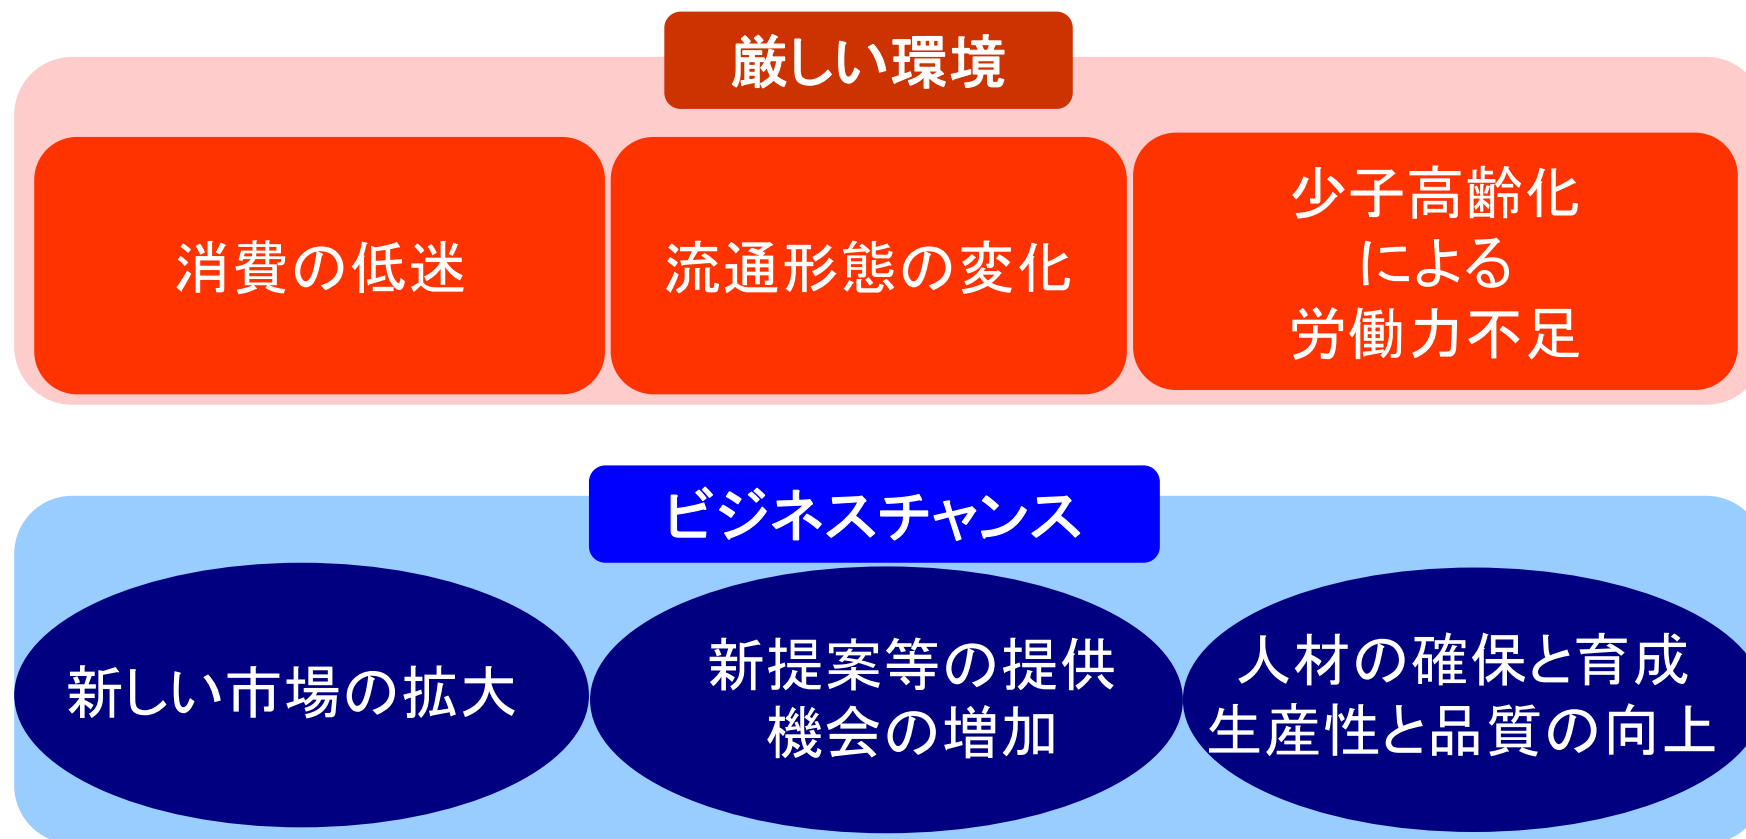 厳しい環境
消費の低迷
流通形態の変化
少子高齢化
による
労働力不足
ビジネスチャンス
新しい市場の拡大
新提案等の提供
機会の増加
人材の確保と育成
生産性と品質の向上